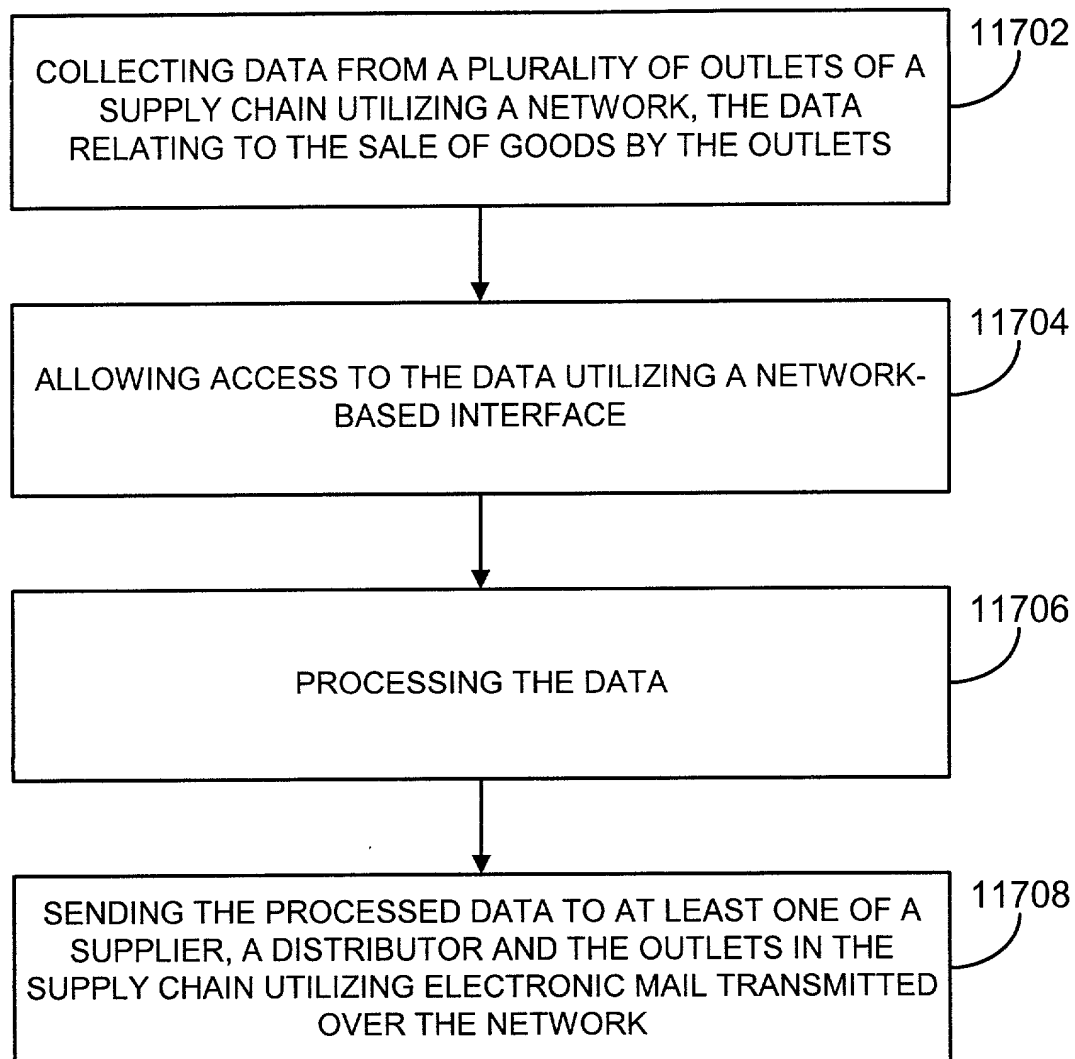 11702
COLLECTING DATA FROM A PLURALITY OF OUTLETS OF A
SUPPLY CHAIN UTILIZING A NETWORK, THE DATA
RELATING TO THE SALE OF GOODS BY THE OUTLETS
11704
ALLOWING ACCESS TO THE DATA UTILIZING A NETWORK-
BASED INTERFACE
11706
PROCESSING THE DATA
11708
SENDING THE PROCESSED DATA TO AT LEAST ONE OF A
SUPPLIER, A DISTRIBUTOR AND THE OUTLETS IN THE
SUPPLY CHAIN UTILIZING ELECTRONIC MAIL TRANSMITTED
OVER THE NETWORK